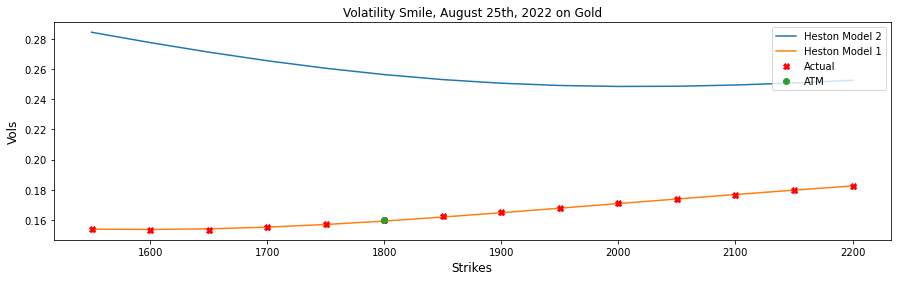 Volatility Smile, August 25th, 2022 on Gold
Heston Model 2
Heston Model 1
Actual
ATM
Vols
0.28
0.26
0.24
0.22
0.20
0.18
0.16
1600 1700 1800 1900 2000 2100 2200
Strikes